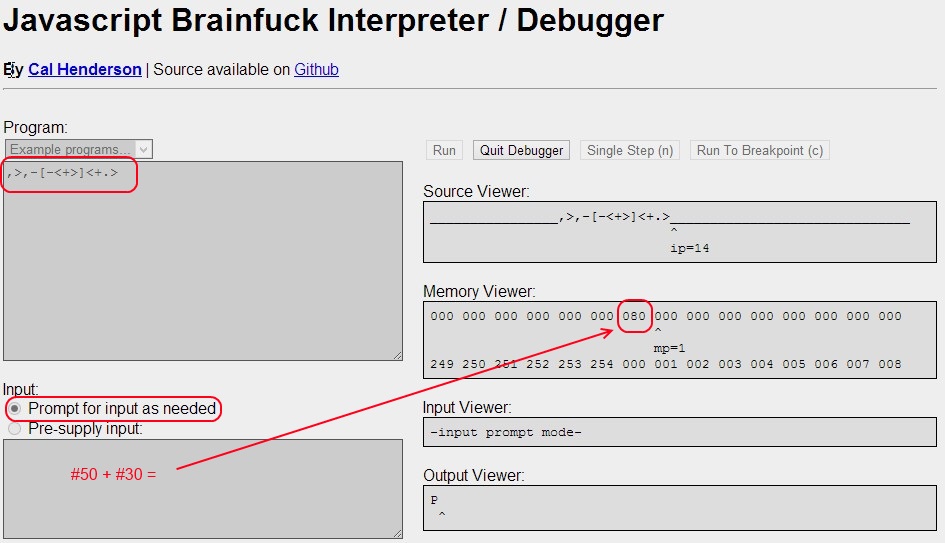 Javascript Brainfuck Interpreter / Debugger
By Cal Henderson | Source available on Github
Program:
Example programs...
,>,-[-<+>]<+.>
Input:
Prompt for input as needed
Pre-supply input:
#50 + #30 =
Run Quit Debugger Single Step (n) Run To Breakpoint (c)
Source Viewer:
________________,>,-[-<+>]<+.>______________________________
^
ip=14
Memory Viewer:
000 000 000 000 000 000 080 000 000 000 000 000 000 000 000
^
mp=1
249 250 251 252 253 254 000 001 002 003 004 005 006 007 008
Input Viewer:
-input prompt mode-
Output Viewer:
P
^